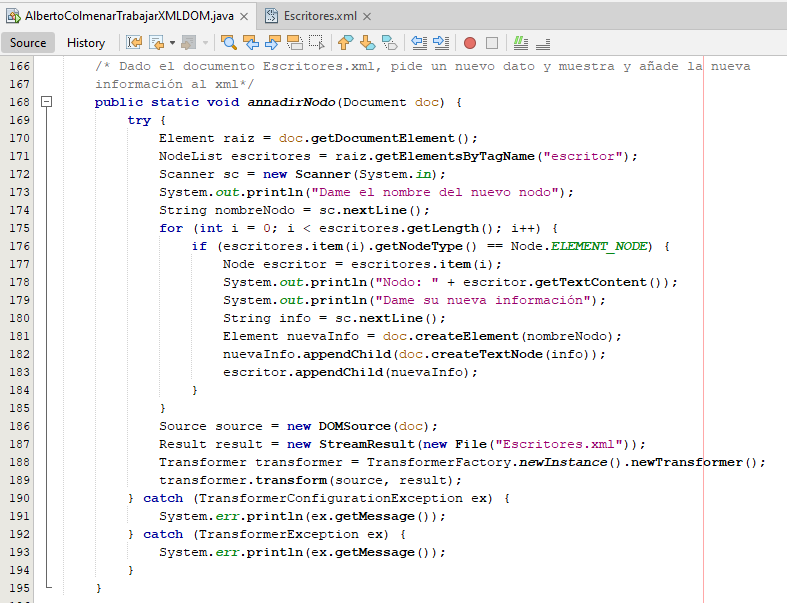 AlbertoColmenarTrabajarXMLDOM.java Escritores.xml
Source History
166 /* Dado el documento Escritores.xml, pide un nuevo dato y muestra y añade la nueva
167 información al xml*/
168 public static void annadirNodo(Document doc) {
169 try {
170 Element raiz = doc.getDocumentElement();
171 NodeList escritores = raiz.getElementsByTagName("escritor");
172 Scanner sc = new Scanner(System.in);
173 System.out.println("Dame el nombre del nuevo nodo");
174 String nombreNodo = sc.nextLine();
175 for (int i = 0; i < escritores.getLength(); i++) {
176 if (escritores.item(i).getNodeType() == Node.ELEMENT_NODE) {
177 Node escritor = escritores.item(i);
178 System.out.println("Nodo: " + escritor.getTextContent());
179 System.out.println("Dame su nueva información");
180 String info = sc.nextLine();
181 Element nuevaInfo = doc.createElement(nombreNodo);
182 nuevaInfo.appendChild(doc.createTextNode(info));
183 escritor.appendChild(nuevaInfo);
184 }
185 }
186 Source source = new DOMSource(doc);
187 Result result = new StreamResult(new File("Escritores.xml"));
188 Transformer transformer = TransformerFactory.newInstance().newTransformer();
189 transformer.transform(source, result);
190 } catch (TransformerConfigurationException ex) {
191 System.err.println(ex.getMessage());
192 } catch (TransformerException ex) {
193 System.err.println(ex.getMessage());
194 }
195 }